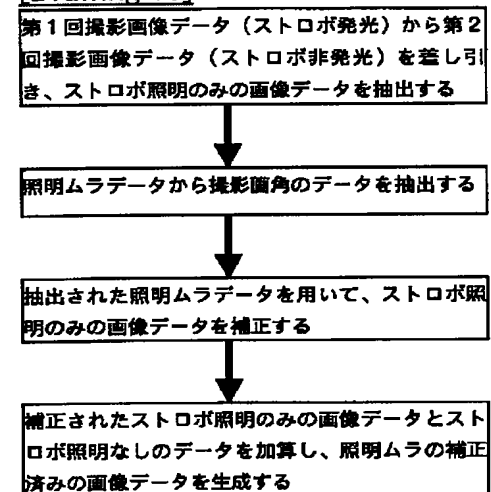 第1回撮影画像データ（ストロボ発光）から第2
回撮影画像データ（ストロボ非発光）を差し引
き、ストロボ照明のみの画像データを抽出する
照明ムラデータから撮影画角のデータを抽出する
抽出された照明ムラデータを用いて、ストロボ照
明のみの画像データを補正する
補正されたストロボ照明のみの画像データとスト
ロボ照明なしのデータを加算し、照明ムラの補正
済みの画像データを生成する